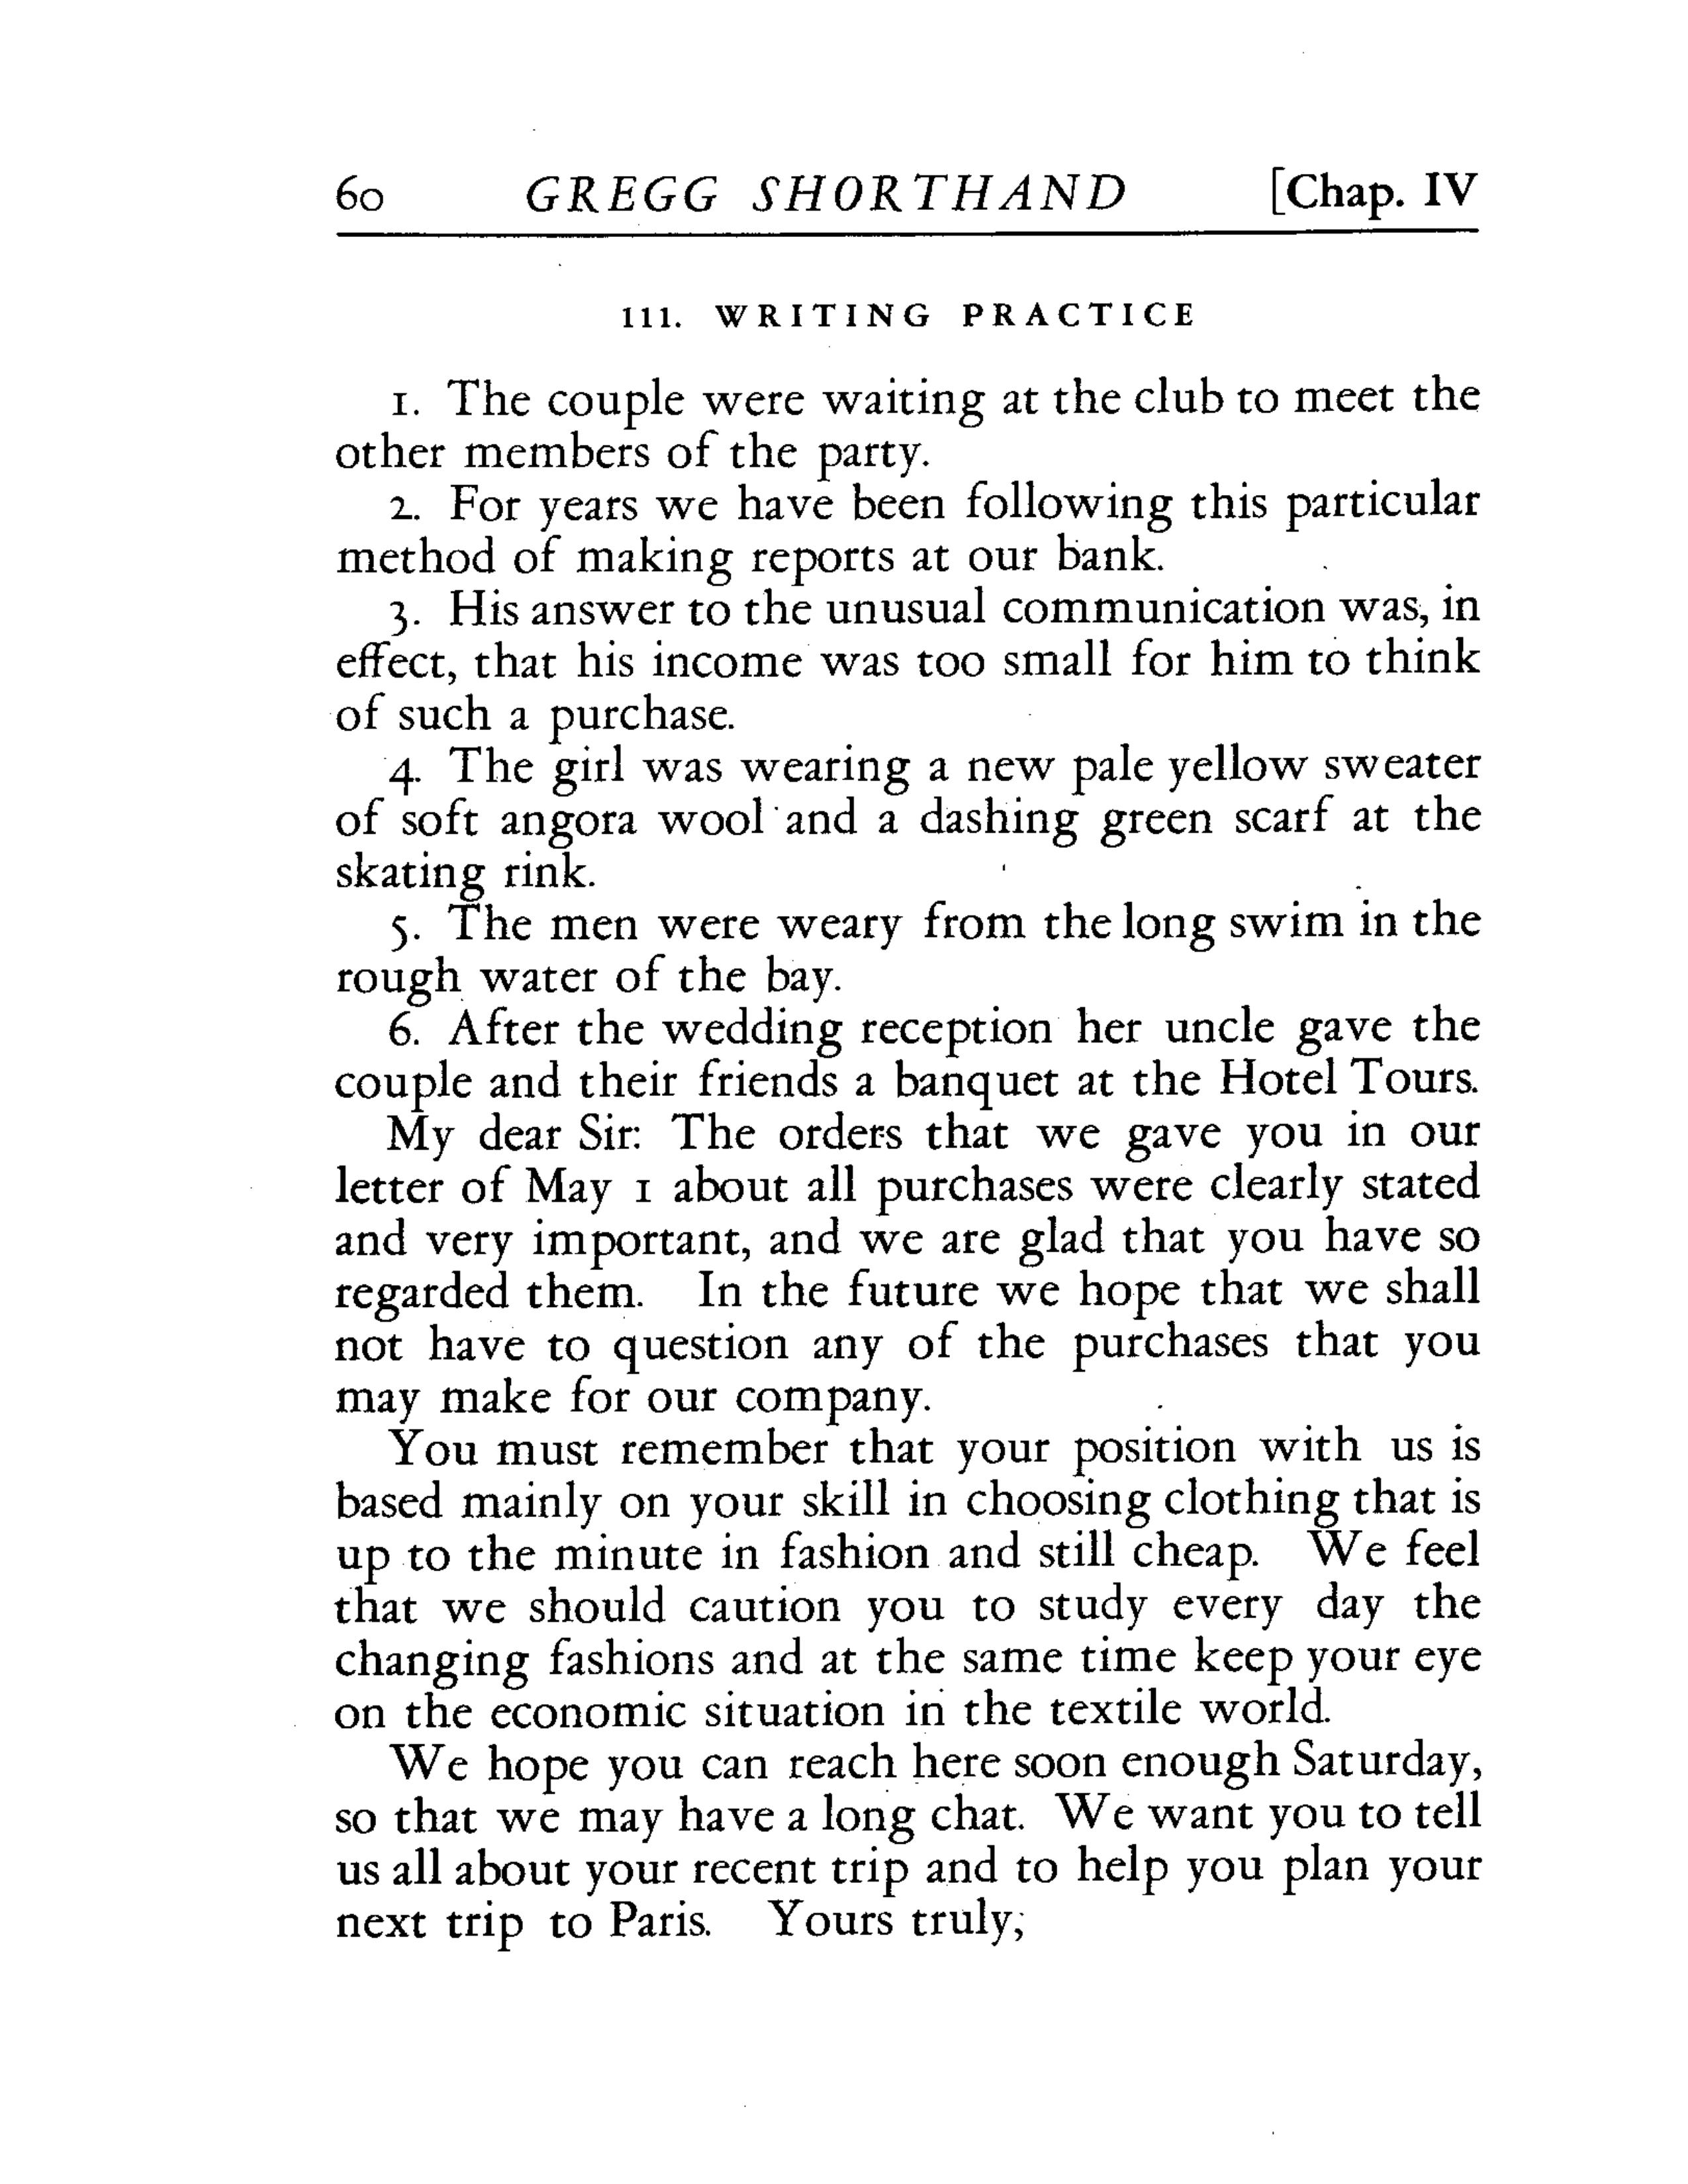 60 GREGG SHORTHAND [Chap. IV
111. WRITING PRACTICE
1. The couple were waiting at the club to meet the
other members of the party.
2. For years we have been following this particular
method of making reports at our bank.
3. His answer to the unusual communication was, in
effect, that his income was too small for him to think
of such a purchase.
4. The girl was wearing a new pale yellow sweater
of soft angora wool and a dashing green scarf at the
skating rink.
5. The men were weary from the long swim in the
rough water of the bay.
6. After the wedding reception her uncle gave the
couple and their friends a banquet at the Hotel Tours.
My dear Sir: The orders that we gave you in our
letter of May 1 about all purchases were clearly stated
and very important, and we are glad that you have so
regarded them. In the future we hope that we shall
not have to question any of the purchases that you
may make for our company.
You must remember that your position with us is
based mainly on your skill in choosing clothing that is
up to the minute in fashion and still cheap. We feel
that we should caution you to study every day the
changing fashions and at the same time keep your eye
on the economic situation in the textile world.
We hope you can reach here soon enough Saturday,
so that we may have a long chat. We want you to tell
us all about your recent trip and to help you plan your
next trip to Paris. Yours truly,